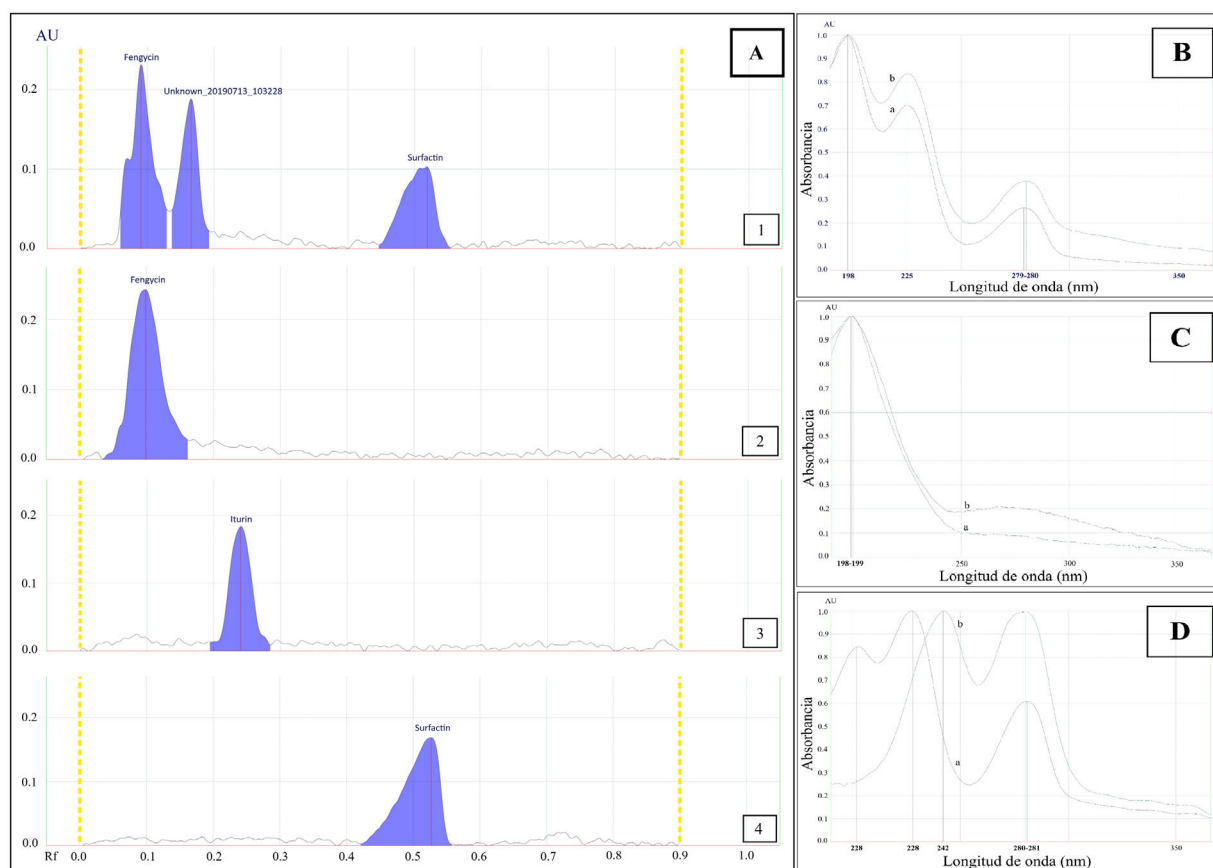 AU
A
Fengycin
Unknown_20190713_103228
Surfactin
0.2
0.1
0.0
1
Fengycin
0.2
0.1
0.0
2
Iturin
0.2
0.1
0.0
3
Surfactin
0.2
0.1
0.0
4
Rf 0.0 0.1 0.2 0.3 0.4 0.5 0.6 0.7 0.8 0.9 1.0
AU
B
Absorbancia
1.0
0.9
0.8
0.7
0.6
0.5
0.4
0.3
0.2
0.1
0.0
b
a
198 225 279-280 350
Longitud de onda (nm)
AU
C
Absorbancia
1.0
0.9
0.8
0.7
0.6
0.5
0.4
0.3
0.2
0.1
0.0
b
a
198-199 250 300 350
Longitud de onda (nm)
AU
D
Absorbancia
1.0
0.9
0.8
0.7
0.6
0.5
0.4
0.3
0.2
0.1
0.0
b
a
228 228 242 280-281 350
Longitud de onda (nm)